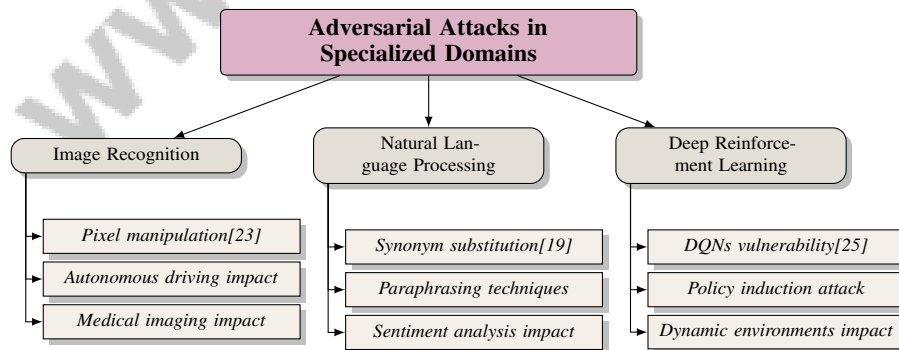 Adversarial Attacks in
Specialized Domains
Image Recognition
Pixel manipulation[23]
Autonomous driving impact
Medical imaging impact
Natural Lan-
guage Processing
Synonym substitution[19]
Paraphrasing techniques
Sentiment analysis impact
Deep Reinforce-
ment Learning
DQNs vulnerability[25]
Policy induction attack
Dynamic environments impact